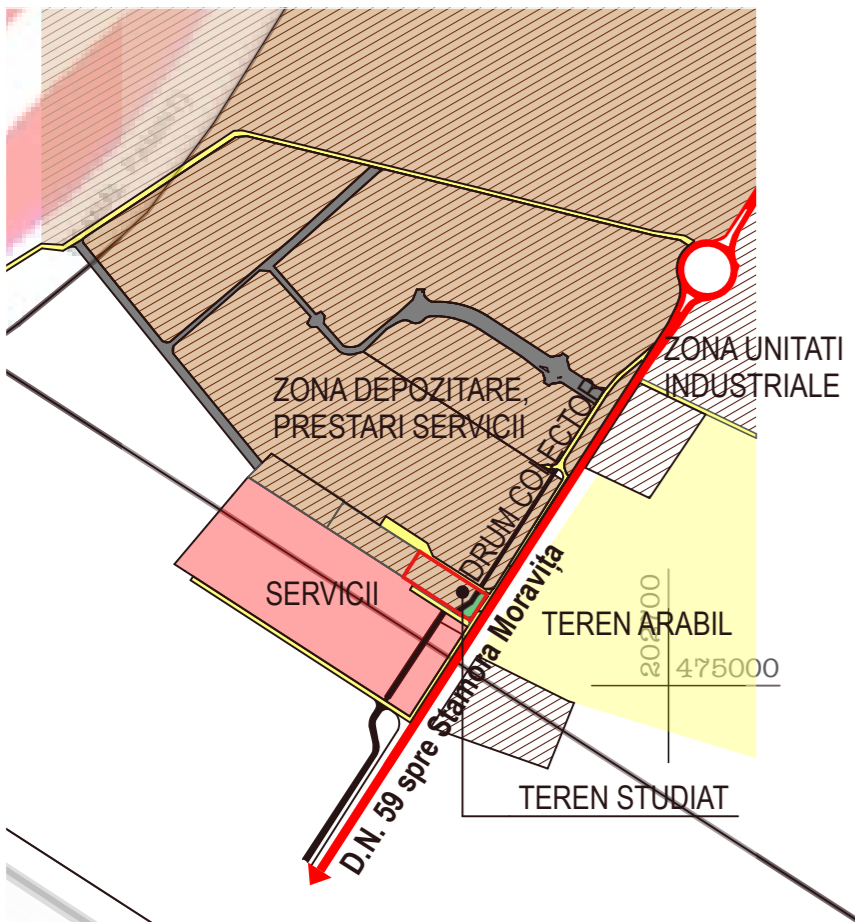 ZONA UNITATI
INDUSTRIALE
ZONA DEPOZITARE,
PRESTARI SERVICII
DRUM COLECTOR
SERVICII
D.N. 59 spre Stamora Moravița
TEREN ARABIL
475000
TEREN STUDIAT